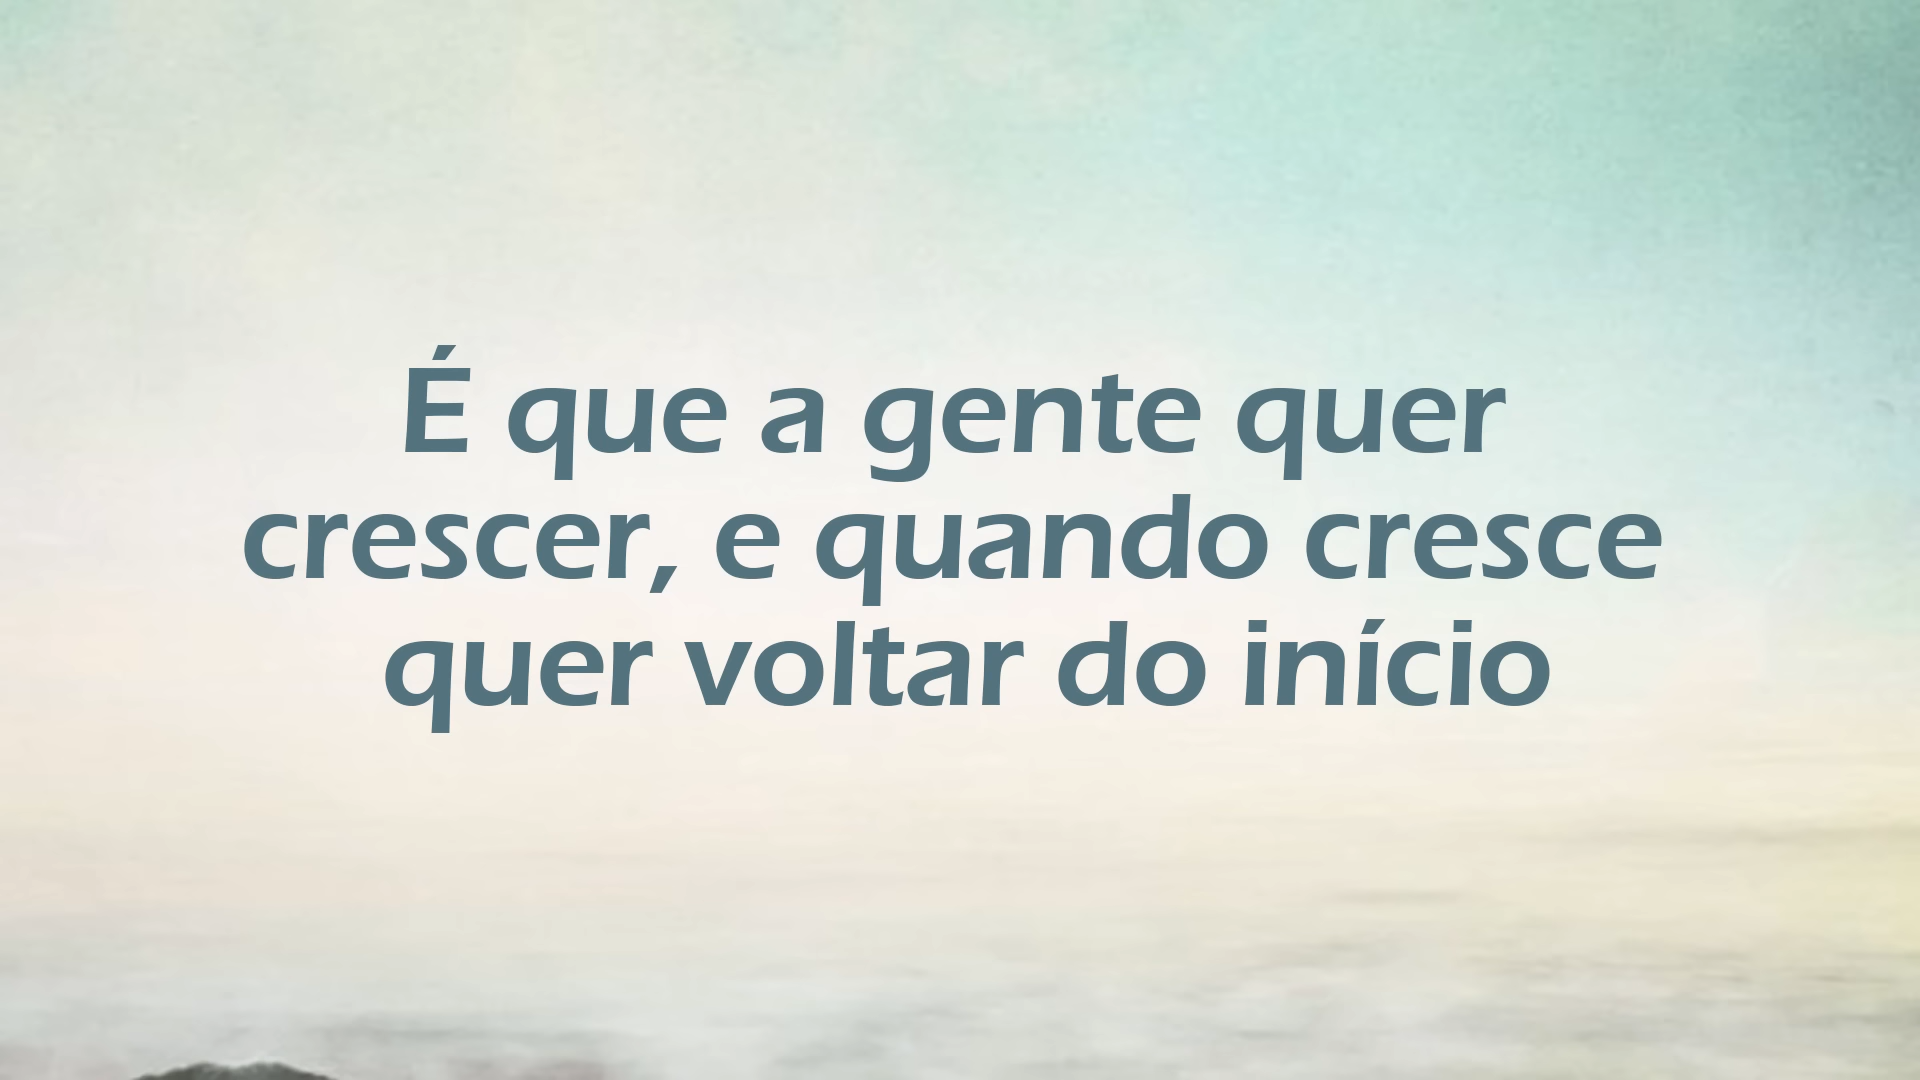 É que a gente quer
crescer, e quando cresce
quer voltar do início